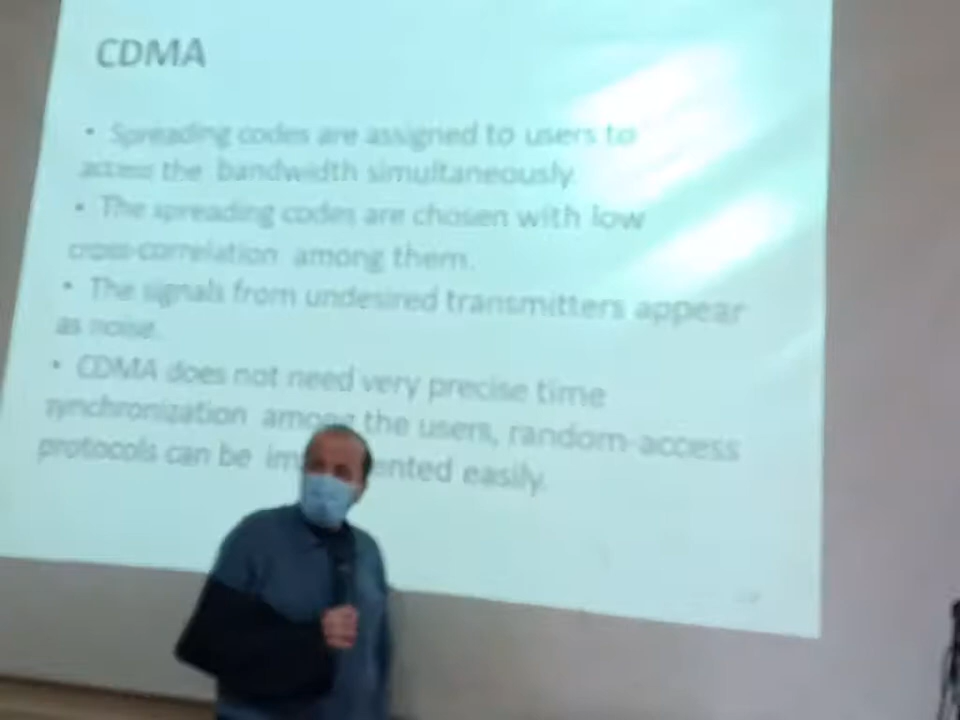 CDMA
• Spreading codes are assigned to users to
access the bandwidth simultaneously.
• The spreading codes are chosen with low
cross-correlation among them.
• The signals from undesired transmitters appear
as noise.
• CDMA does not need very precise time
synchronization among the users, random-access
protocols can be im ented easily.